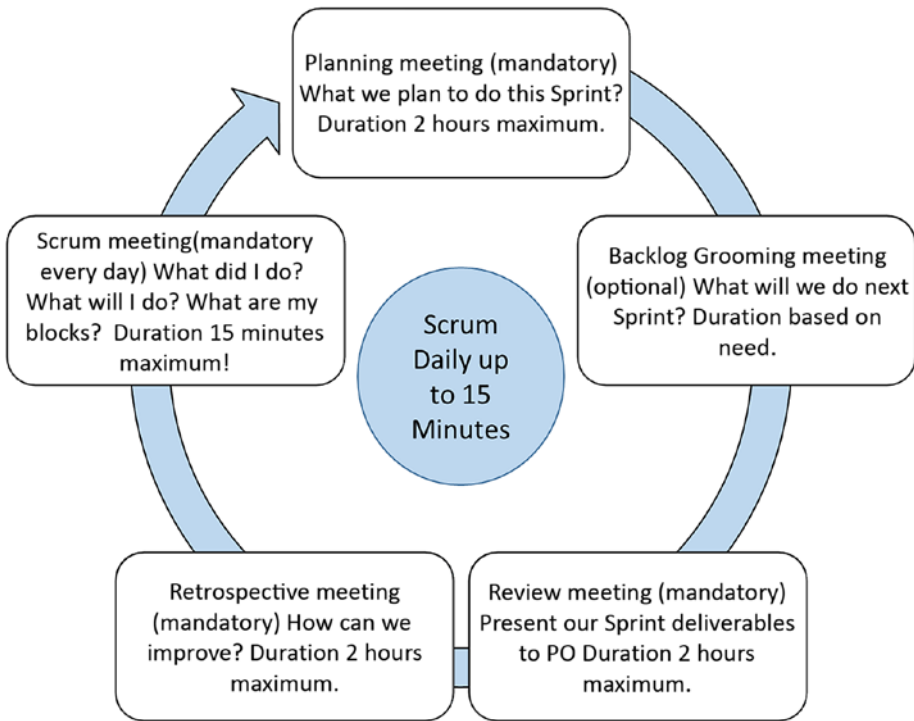 Planning meeting (mandatory)
What we plan to do this Sprint?
Duration 2 hours maximum.
Backlog Grooming meeting
(optional) What will we do next
Sprint? Duration based on
need.
Review meeting (mandatory)
Present our Sprint deliverables
to PO Duration 2 hours
maximum.
Retrospective meeting
(mandatory) How can we
improve? Duration 2 hours
maximum.
Scrum meeting(mandatory
every day) What did I do?
What will I do? What are my
blocks?  Duration 15 minutes
maximum!
Scrum
Daily up
to 15
Minutes